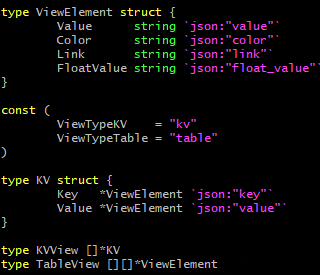 type ViewElement struct {
Value string `json:"value"`
Color string `json:"color"`
Link string `json:"link"`
FloatValue string `json:"float_value"`
}
const (
ViewTypeKV = "kv"
ViewTypeTable = "table"
)
type KV struct {
Key *ViewElement `json:"key"`
Value *ViewElement `json:"value"`
}
type KVView []*KV
type TableView [][]*ViewElement